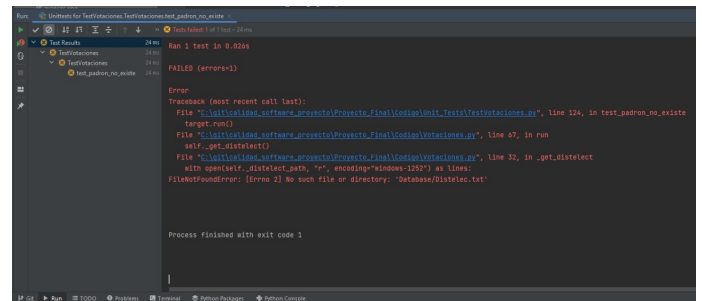 Run: Unittests for TestVotaciones.TestVotaciones.test_padron_no_existe
Tests failed: 1 of 1 test – 24 ms
Test Results 24 ms
TestVotaciones 24 ms
TestVotaciones 24 ms
test_padron_no_existe 24 ms
Ran 1 test in 0.026s
FAILED (errors=1)
Error
Traceback (most recent call last):
File "C:\git\calidad_software_proyecto\Proyecto_Final\Codigo\Unit_Tests\TestVotaciones.py", line 124, in test_padron_no_existe
target.run()
File "C:\git\calidad_software_proyecto\Proyecto_Final\Codigo\Votaciones.py", line 67, in run
self._get_distelect()
File "C:\git\calidad_software_proyecto\Proyecto_Final\Codigo\Votaciones.py", line 32, in _get_distelect
with open(self._distelect_path, "r", encoding="windows-1252") as lines:
FileNotFoundError: [Errno 2] No such file or directory: 'Database/Distelec.txt'
Process finished with exit code 1
Git Run TODO Problems Terminal Python Packages Python Console